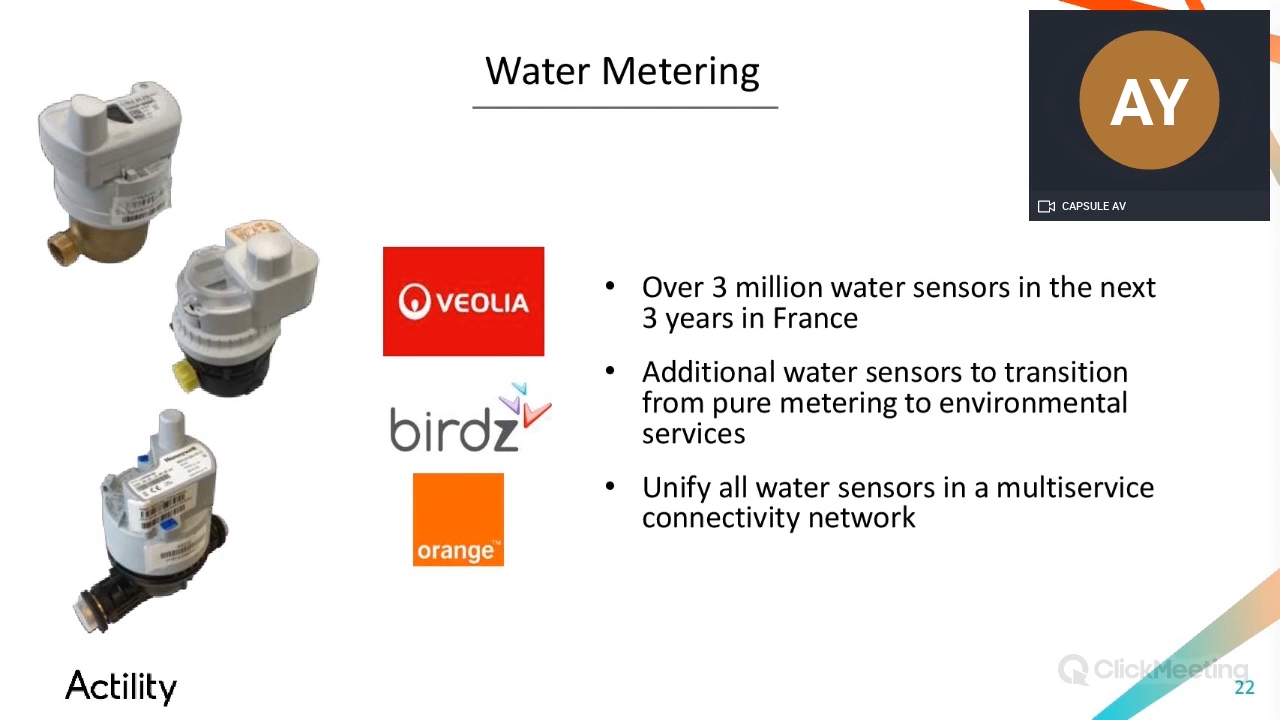 Water Metering
AY
CAPSULE AV
VEOLIA
birdz
orange™
• Over 3 million water sensors in the next
3 years in France
• Additional water sensors to transition
from pure metering to environmental
services
• Unify all water sensors in a multiservice
connectivity network
Honeywell
Actility
ClickMeeting
22